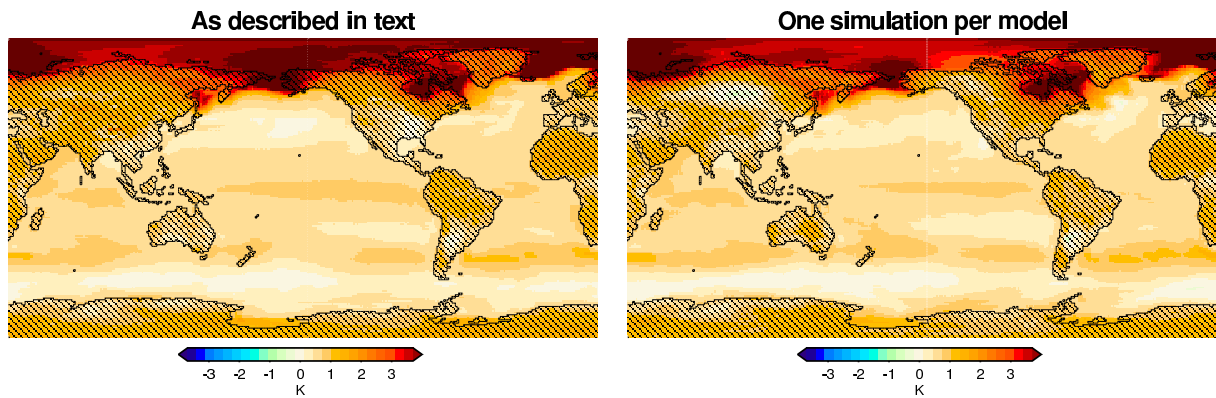 As described in text
One simulation per model
-3 -2 -1 0 1 2 3
K
-3 -2 -1 0 1 2 3
K